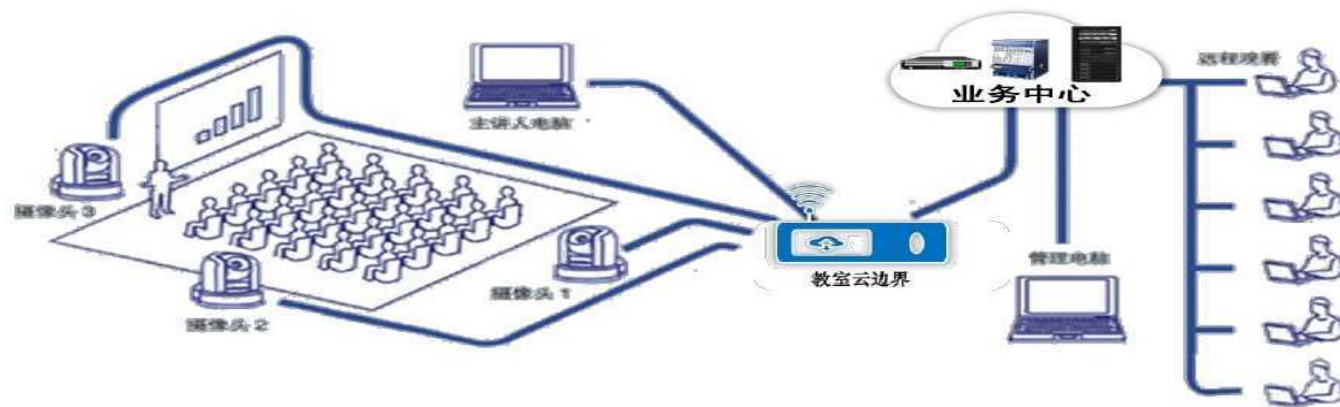 业务中心
远程观看
主讲人电脑
摄像头 3
管理电脑
教室云边界
摄像头 1
摄像头 2